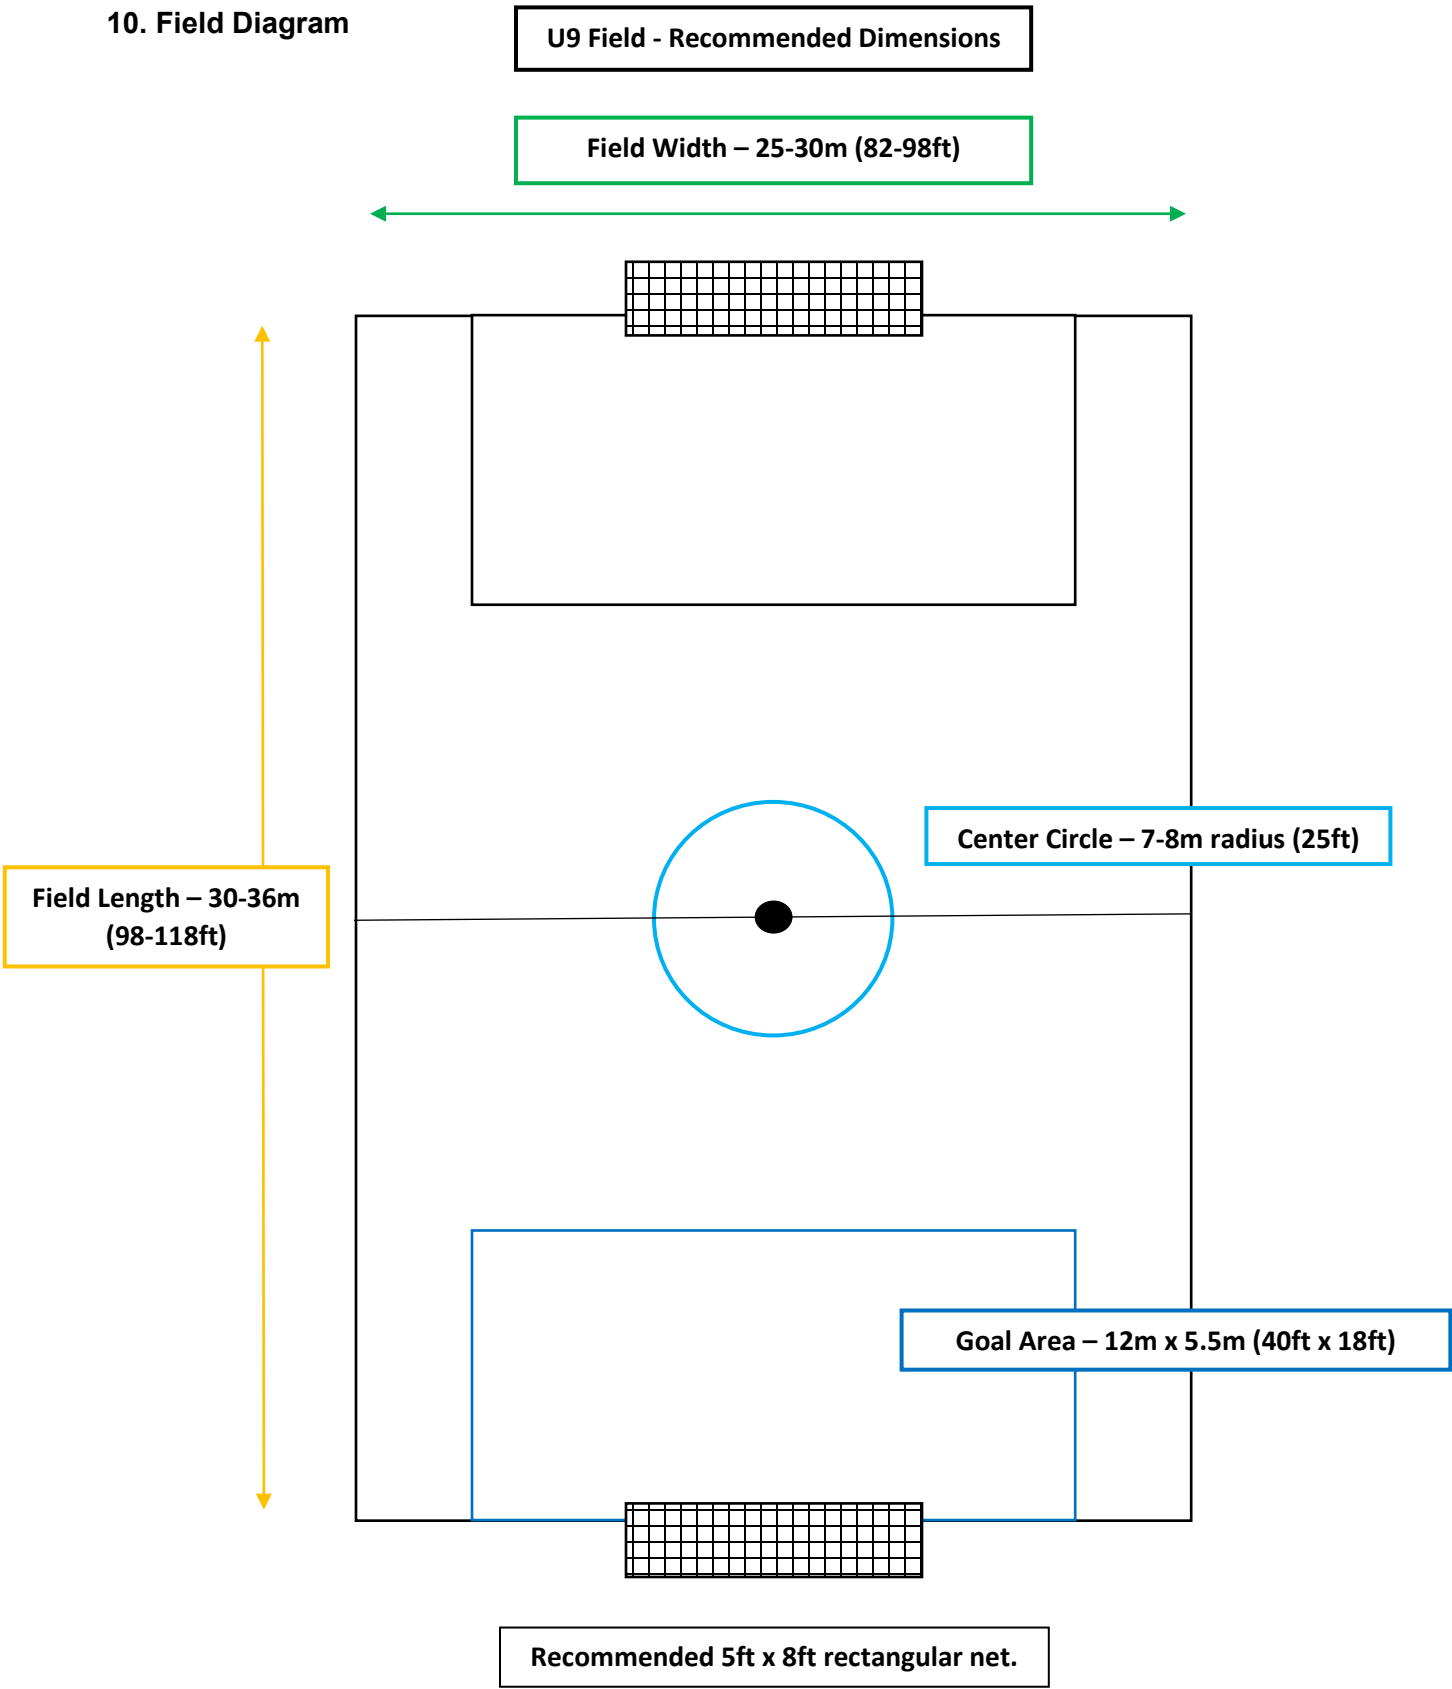 10. Field Diagram
U9 Field - Recommended Dimensions
Field Width – 25-30m (82-98ft)
Center Circle – 7-8m radius (25ft)
Field Length – 30-36m
(98-118ft)
Goal Area – 12m x 5.5m (40ft x 18ft)
Recommended 5ft x 8ft rectangular net.